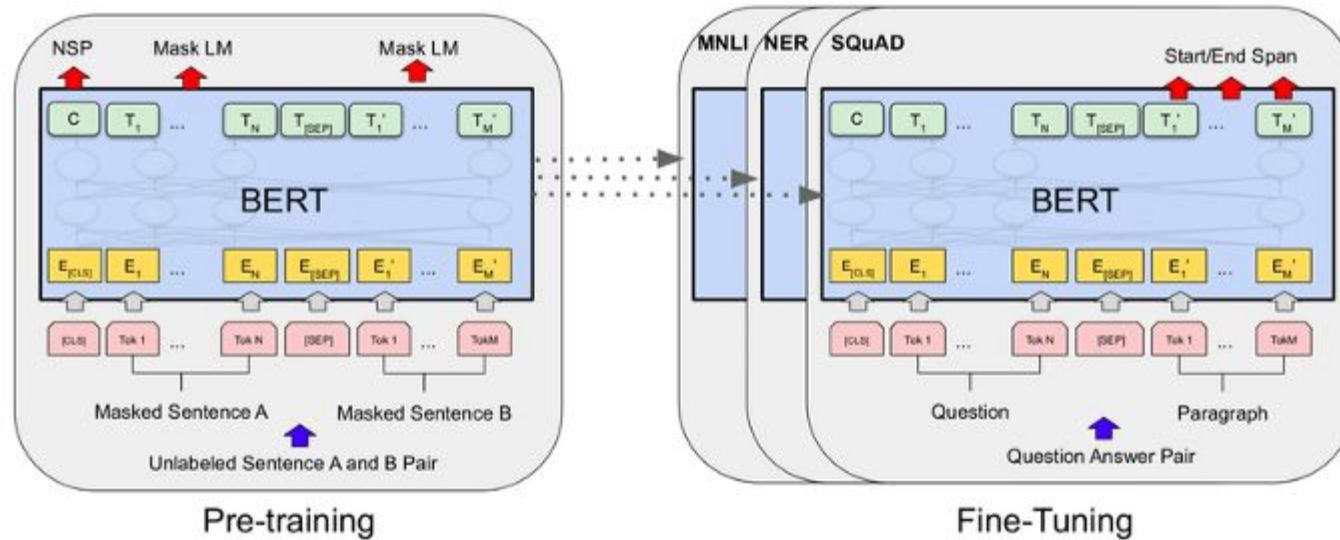 NSP Mask LM Mask LM
C T1 ... TN T[SEP] T1' ... TM'
BERT
E[CLS] E1 ... EN E[SEP] E1' ... EM'
[CLS] Tok 1 ... Tok N [SEP] Tok 1 ... TokM
Masked Sentence A Masked Sentence B
Unlabeled Sentence A and B Pair
Pre-training
MNLI NER SQuAD
Start/End Span
C T1 ... TN T[SEP] T1' ... TM'
BERT
E[CLS] E1 ... EN E[SEP] E1' ... EM'
[CLS] Tok 1 ... Tok N [SEP] Tok 1 ... TokM
Question Paragraph
Question Answer Pair
Fine-Tuning